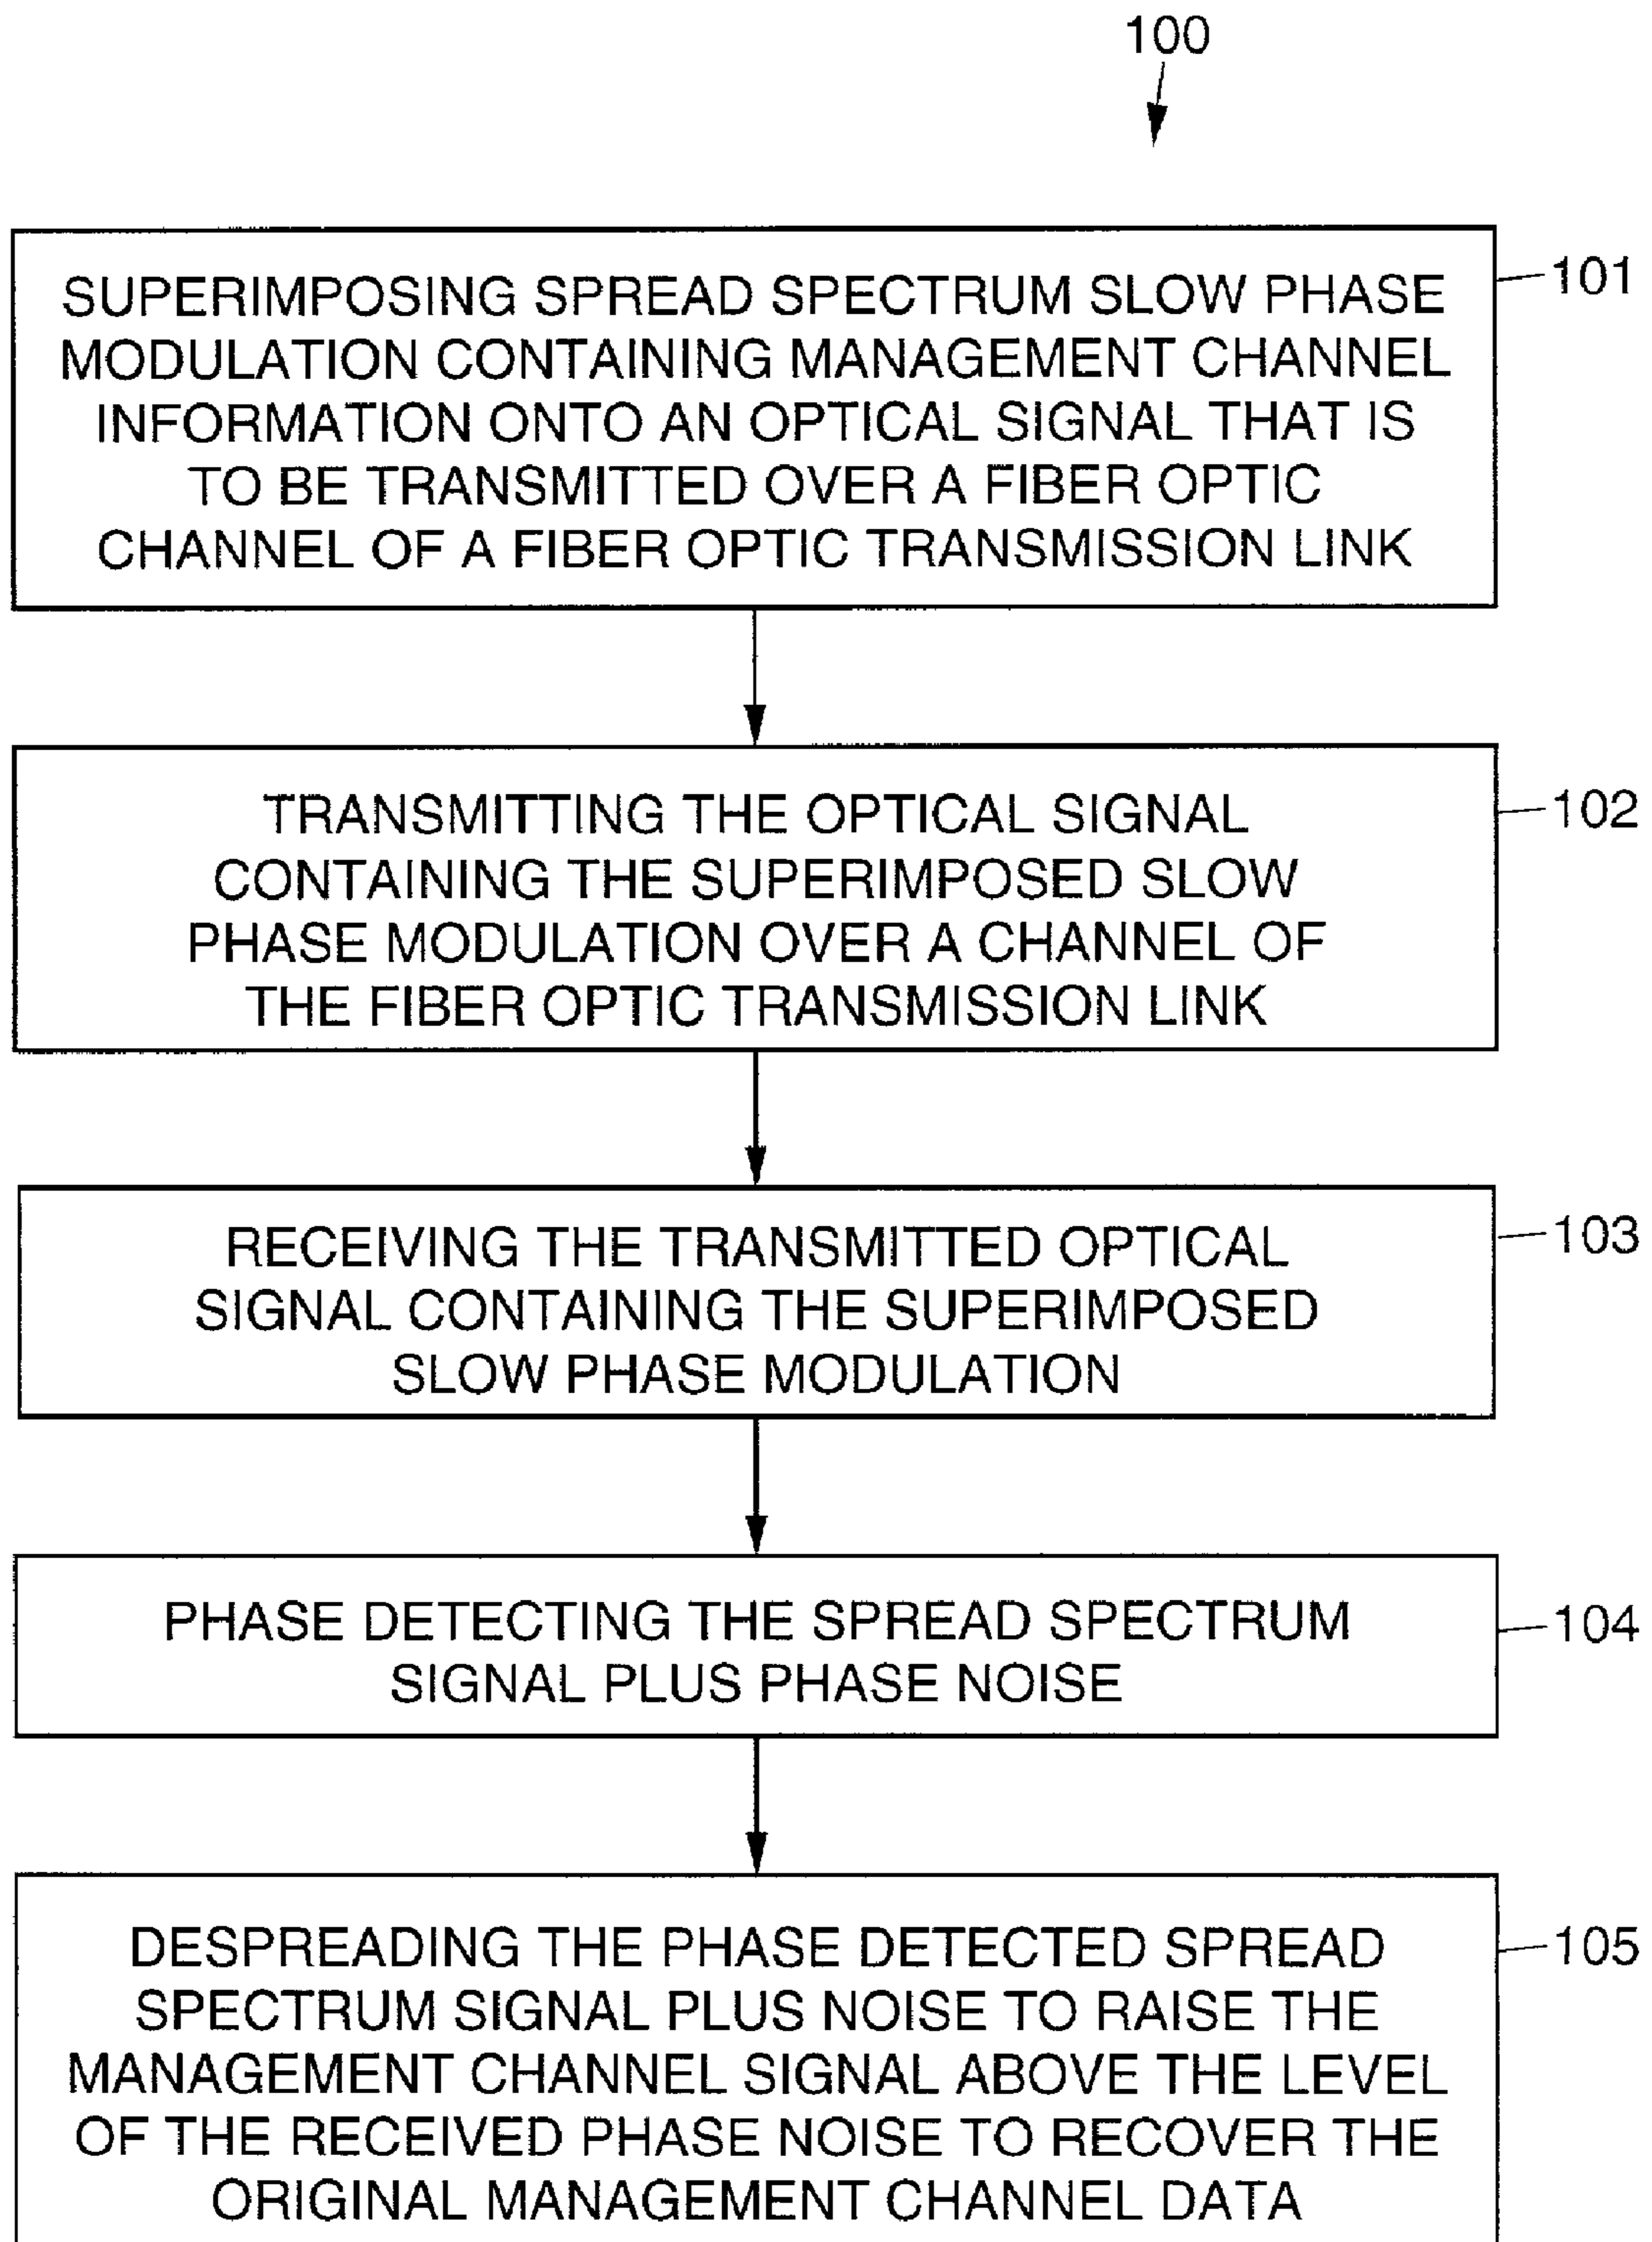 100
SUPERIMPOSING SPREAD SPECTRUM SLOW PHASE
MODULATION CONTAINING MANAGEMENT CHANNEL
INFORMATION ONTO AN OPTICAL SIGNAL THAT IS
TO BE TRANSMITTED OVER A FIBER OPTIC
CHANNEL OF A FIBER OPTIC TRANSMISSION LINK
101
TRANSMITTING THE OPTICAL SIGNAL
CONTAINING THE SUPERIMPOSED SLOW
PHASE MODULATION OVER A CHANNEL OF
THE FIBER OPTIC TRANSMISSION LINK
102
RECEIVING THE TRANSMITTED OPTICAL
SIGNAL CONTAINING THE SUPERIMPOSED
SLOW PHASE MODULATION
103
PHASE DETECTING THE SPREAD SPECTRUM
SIGNAL PLUS PHASE NOISE
104
DESPREADING THE PHASE DETECTED SPREAD
SPECTRUM SIGNAL PLUS NOISE TO RAISE THE
MANAGEMENT CHANNEL SIGNAL ABOVE THE LEVEL
OF THE RECEIVED PHASE NOISE TO RECOVER THE
ORIGINAL MANAGEMENT CHANNEL DATA
105